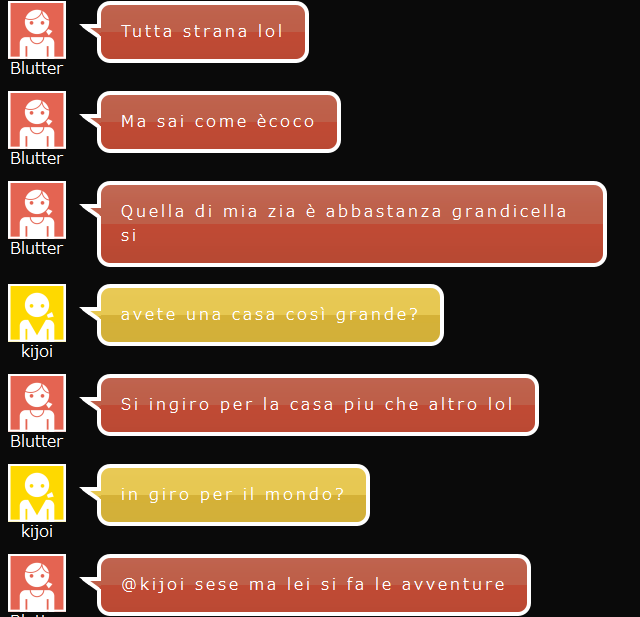 Tutta strana lol
Blutter
Ma sai come ècoco
Blutter
Quella di mia zia è abbastanza grandicella
si
Blutter
avete una casa così grande?
kijoi
Si ingiro per la casa piu che altro lol
Blutter
in giro per il mondo?
kijoi
@kijoi sese ma lei si fa le avventure